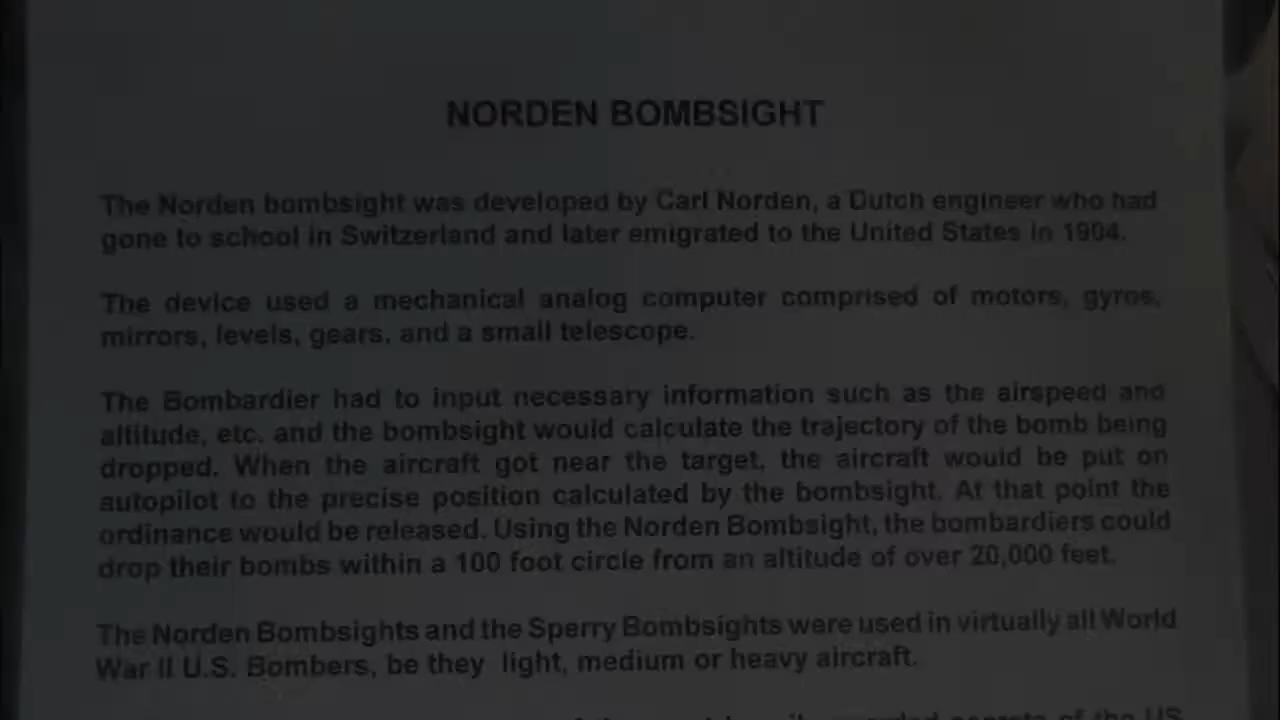 NORDEN BOMBSIGHT
The Norden bombsight was developed by Carl Norden, a Dutch engineer who had
gone to school in Switzerland and later emigrated to the United States in 1904.
The device used a mechanical analog computer comprised of motors, gyros,
mirrors, levels, gears, and a small telescope.
The Bombardier had to input necessary information such as the airspeed and
altitude, etc. and the bombsight would calculate the trajectory of the bomb being
dropped. When the aircraft got near the target, the aircraft would be put on
autopilot to the precise position calculated by the bombsight. At that point the
ordinance would be released. Using the Norden Bombsight, the bombardiers could
drop their bombs within a 100 foot circle from an altitude of over 20,000 feet.
The Norden Bombsights and the Sperry Bombsights were used in virtually all World
War II U.S. Bombers, be they light, medium or heavy aircraft.
secrets of the US